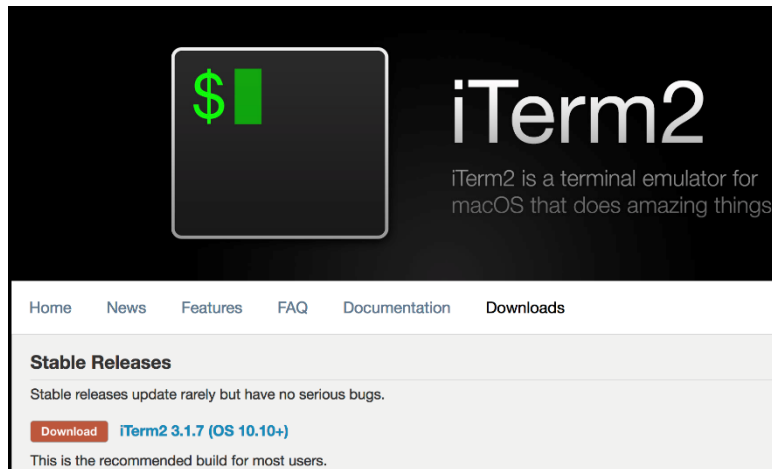 $
iTerm2
iTerm2 is a terminal emulator for
macOS that does amazing things
Home News Features FAQ Documentation Downloads
Stable Releases
Stable releases update rarely but have no serious bugs.
Download iTerm2 3.1.7 (OS 10.10+)
This is the recommended build for most users.